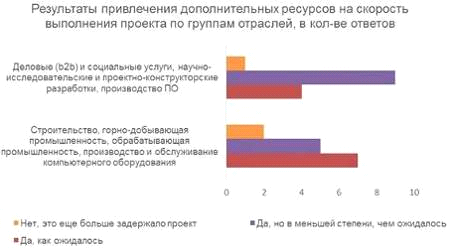 Результаты привлечения дополнительных ресурсов на скорость
выполнения проекта по группам отраслей, в кол-ве ответов
Деловые (b2b) и социальные услуги, научно-
исследовательские и проектно-конструкторские
разработки, производство ПО
Строительство, горно-добывающая
промышленность, обрабатывающая
промышленность, производство и обслуживание
компьютерного оборудования
0 2 4 6 8 10
Нет, это еще больше задержало проект
Да, но в меньшей степени, чем ожидалось
Да, как ожидалось